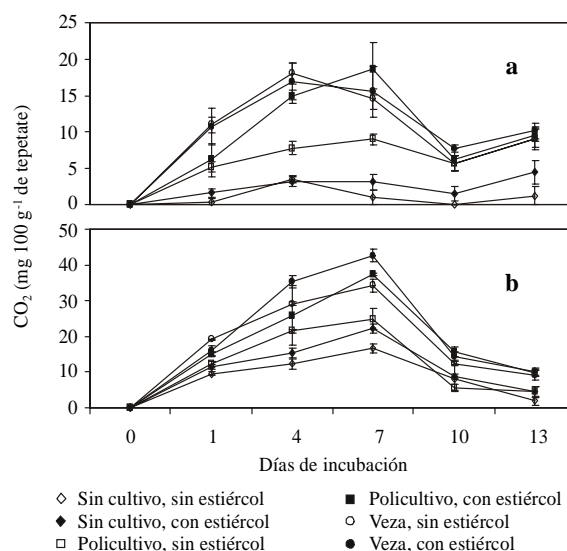 a
25
20
15
10
5
0
CO₂ (mg 100 g⁻¹ de tepetate)
b
50
40
30
20
10
0
0 1 4 7 10 13
Días de incubación
Sin cultivo, sin estiércol
Sin cultivo, con estiércol
Policultivo, sin estiércol
Policultivo, con estiércol
Veza, sin estiércol
Veza, con estiércol